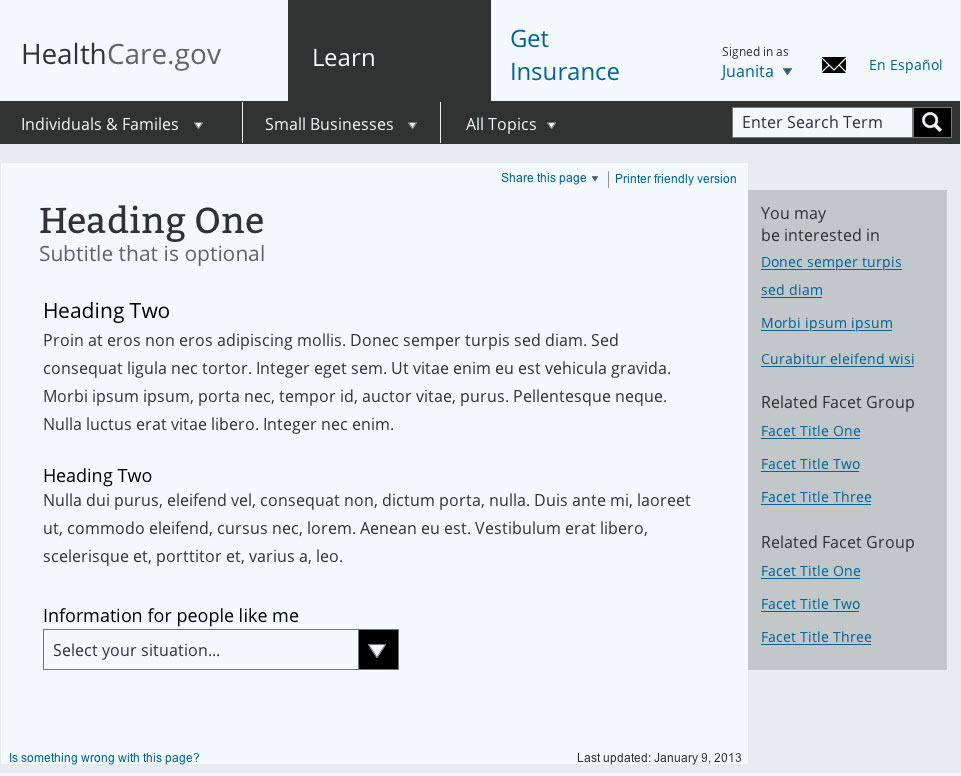 HealthCare.gov
Learn
Get
Insurance
Signed in as
Juanita
En Español
Individuals & Familes
Small Businesses
All Topics
Enter Search Term
Share this page
Printer friendly version
Heading One
Subtitle that is optional
Heading Two
Proin at eros non eros adipiscing mollis. Donec semper turpis sed diam. Sed
consequat ligula nec tortor. Integer eget sem. Ut vitae enim eu est vehicula gravida.
Morbi ipsum ipsum, porta nec, tempor id, auctor vitae, purus. Pellentesque neque.
Nulla luctus erat vitae libero. Integer nec enim.
Heading Two
Nulla dui purus, eleifend vel, consequat non, dictum porta, nulla. Duis ante mi, laoreet
ut, commodo eleifend, cursus nec, lorem. Aenean eu est. Vestibulum erat libero,
scelerisque et, porttitor et, varius a, leo.
Information for people like me
Select your situation...
You may
be interested in
Donec semper turpis
sed diam
Morbi ipsum ipsum
Curabitur eleifend wisi
Related Facet Group
Facet Title One
Facet Title Two
Facet Title Three
Related Facet Group
Facet Title One
Facet Title Two
Facet Title Three
Is something wrong with this page?
Last updated: January 9, 2013